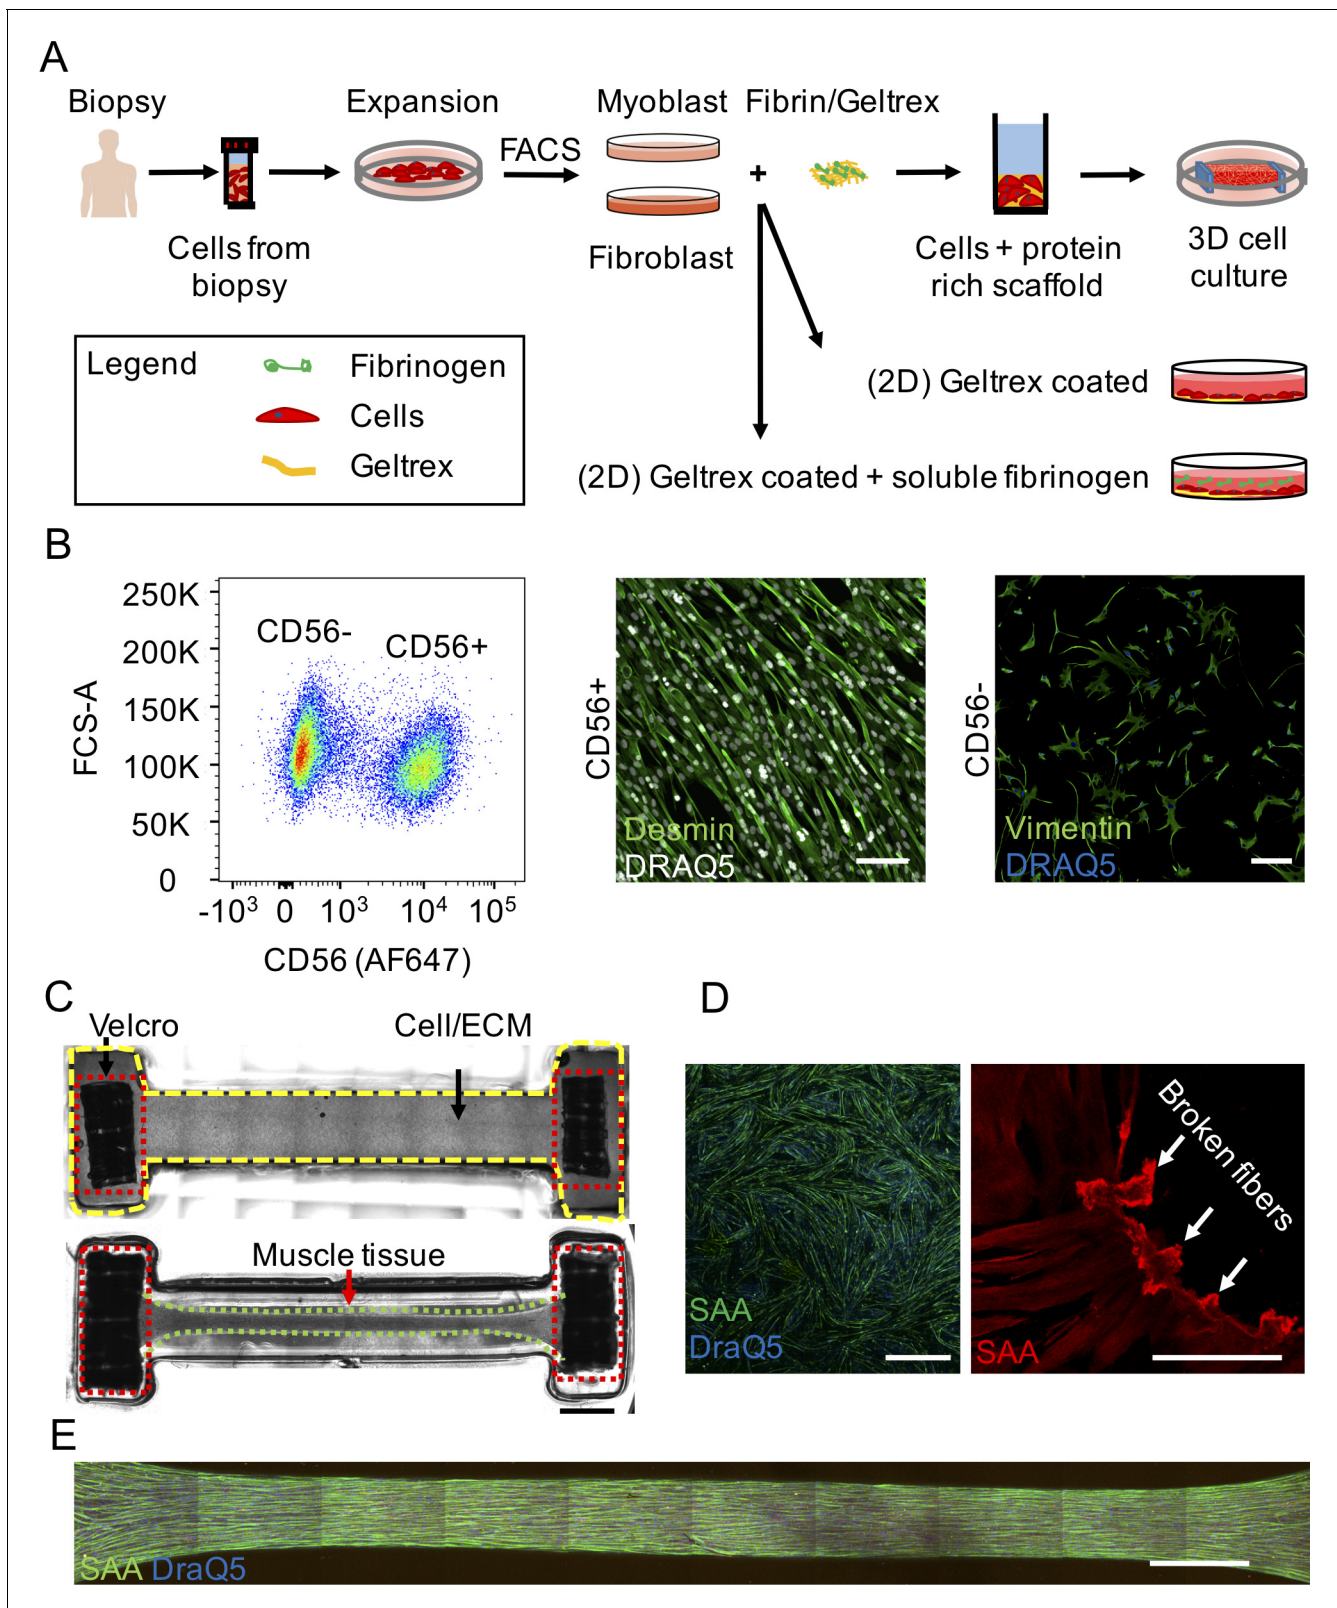 A
Biopsy
Expansion
Myoblast
Fibrin/Geltrex
FACS
+
Cells from
biopsy
Fibroblast
Cells + protein
rich scaffold
3D cell
culture
Legend
Fibrinogen
Cells
Geltrex
(2D) Geltrex coated
(2D) Geltrex coated + soluble fibrinogen
B
250K
200K
150K
100K
50K
0
FCS-A
CD56-
CD56+
-10³ 0 10³ 10⁴ 10⁵
CD56 (AF647)
CD56+
Desmin
DRAQ5
CD56-
Vimentin
DRAQ5
C
Velcro
Cell/ECM
Muscle tissue
D
SAA
DraQ5
Broken fibers
SAA
E
SAA DraQ5